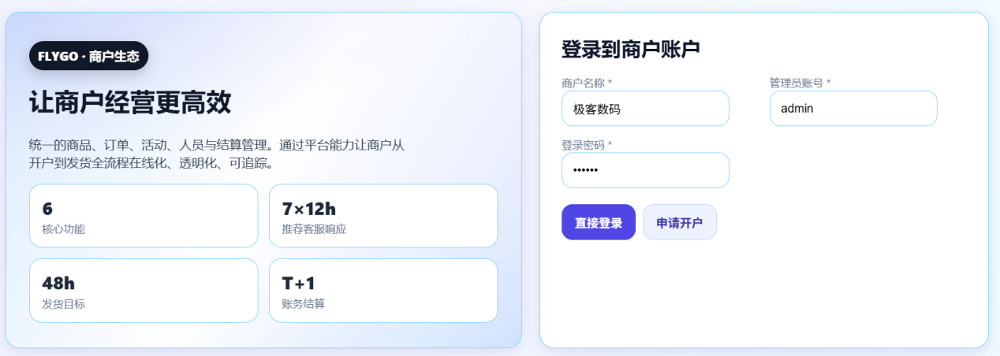 FLYGO · 商户生态
让商户经营更高效
统一的商品、订单、活动、人员与结算管理。通过平台能力让商户从
开户到发货全流程在线化、透明化、可追踪。
6
核心功能
7×12h
推荐客服响应
48h
发货目标
T+1
账务结算
登录到商户账户
商户名称 *
极客数码
管理员账号 *
admin
登录密码 *
••••••
直接登录
申请开户